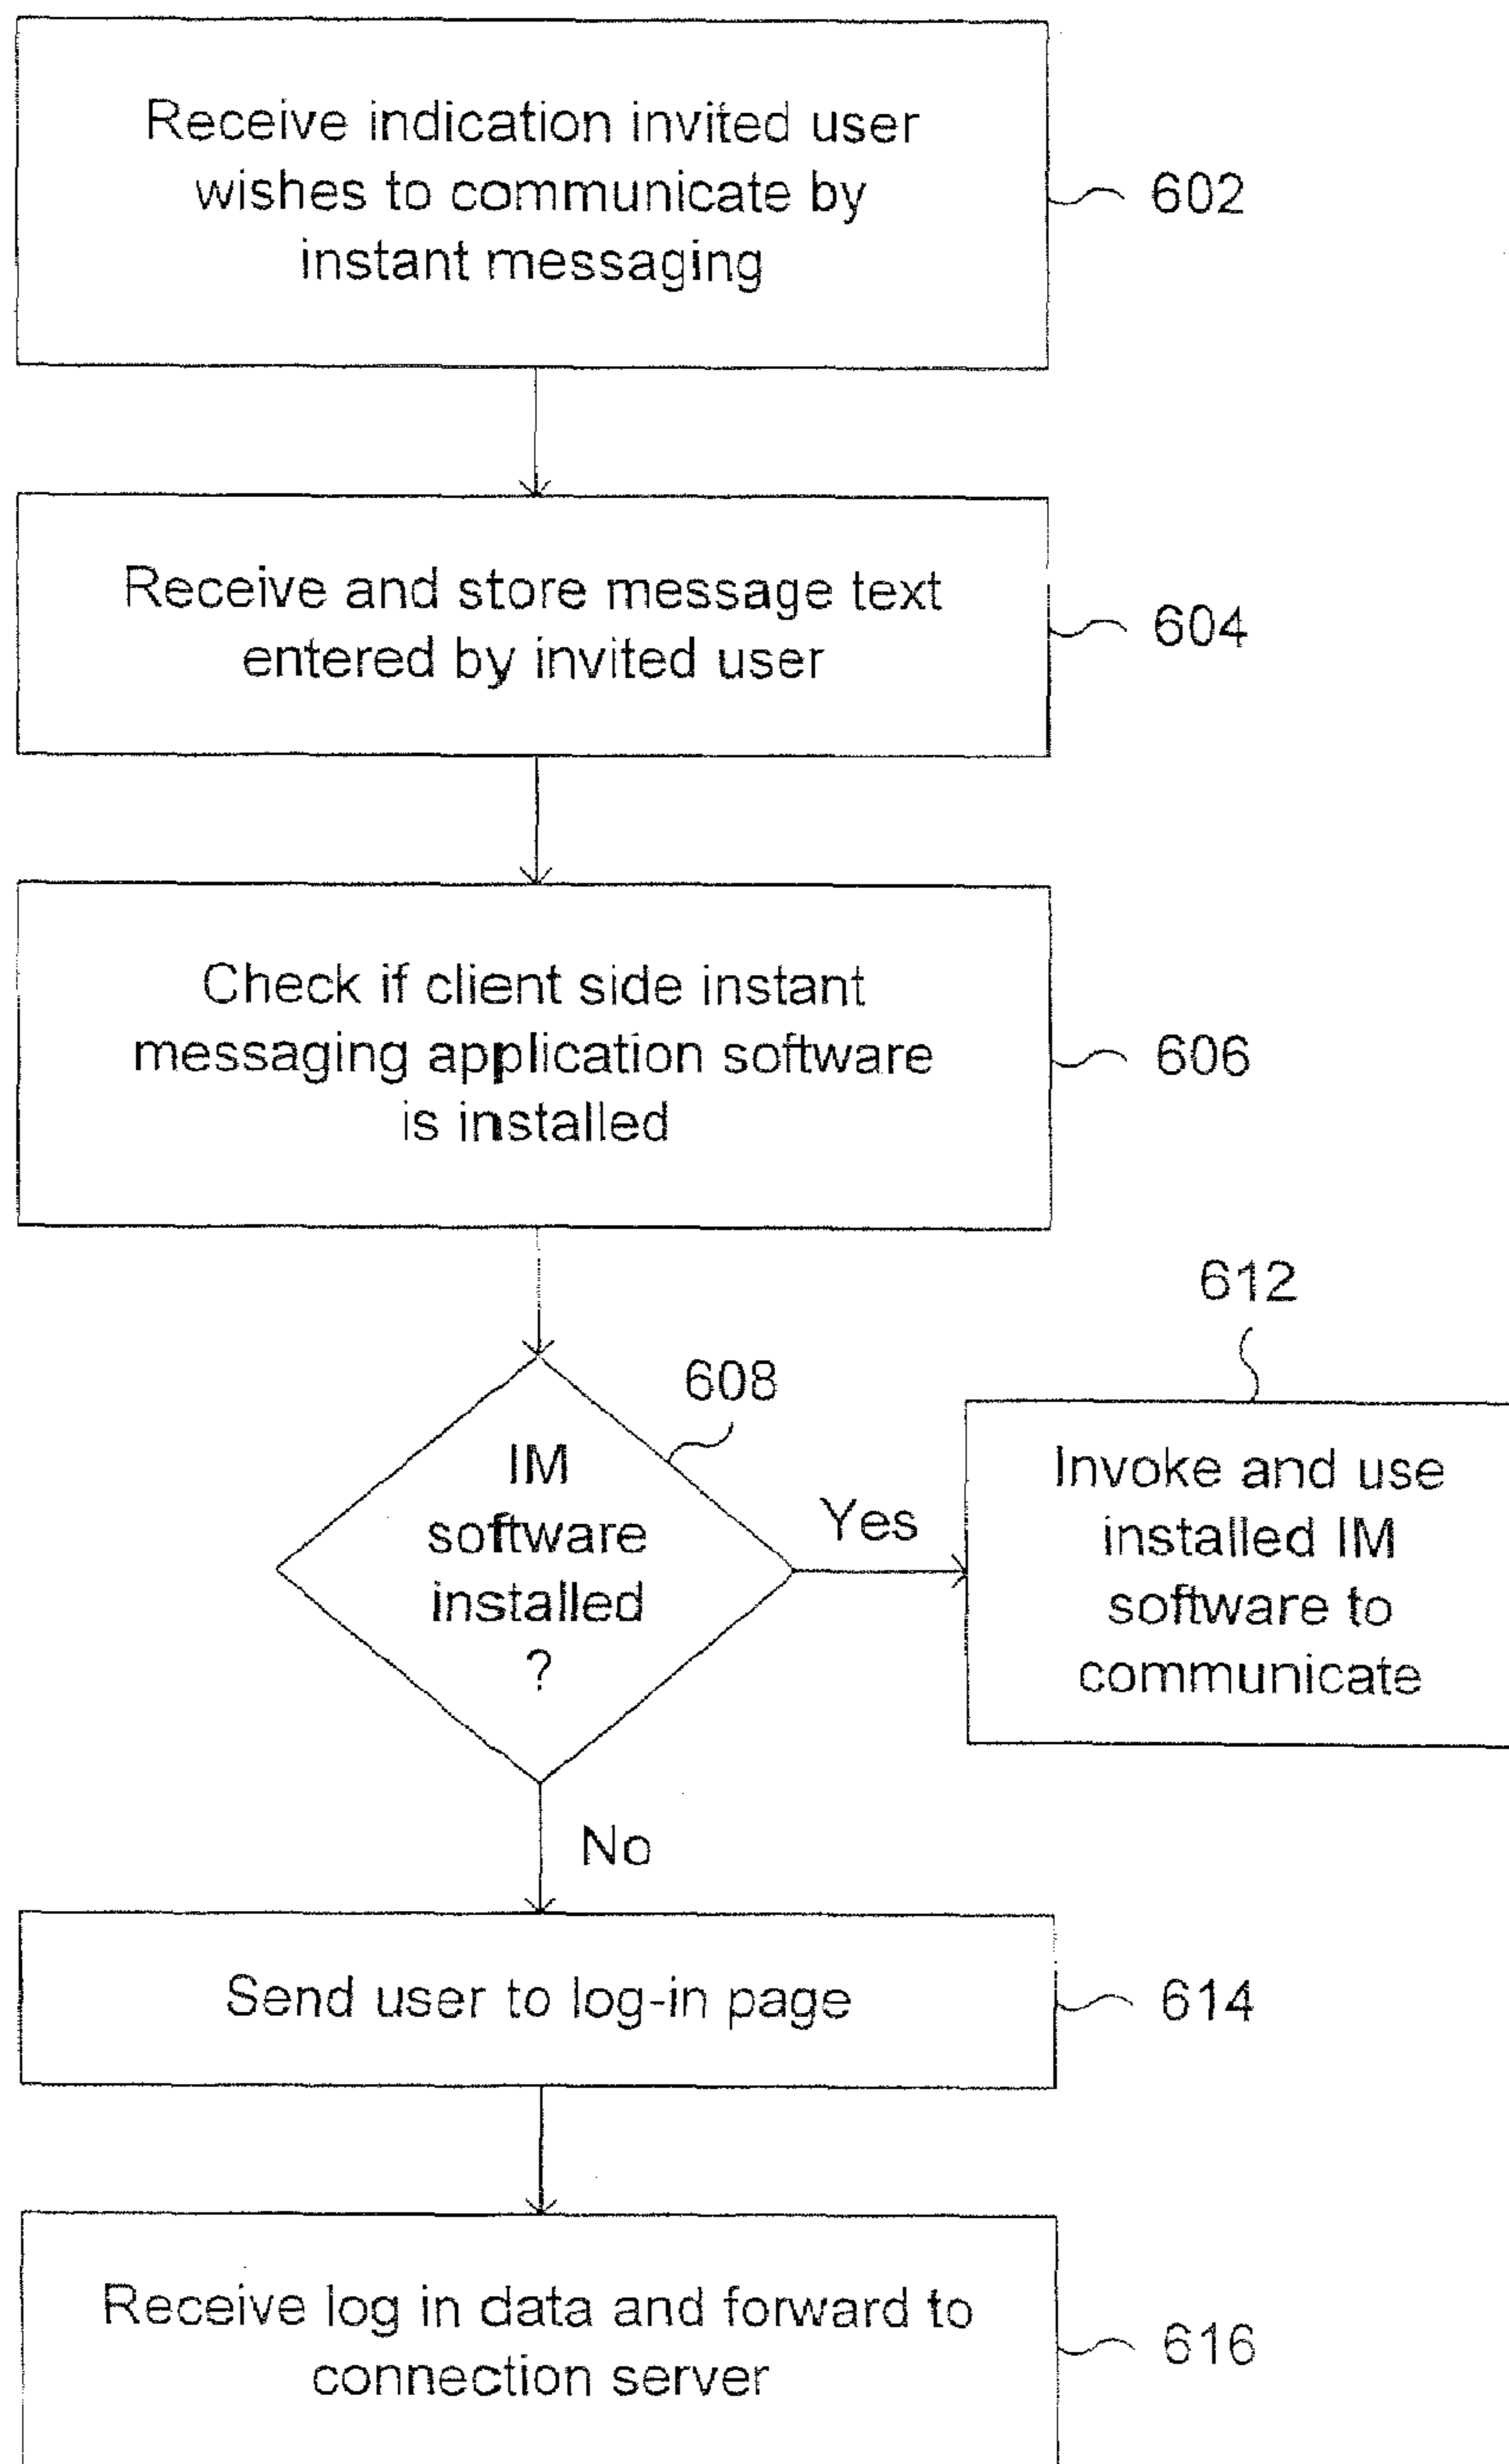 Receive indication invited user
wishes to communicate by
instant messaging
602
Receive and store message text
entered by invited user
604
Check if client side instant
messaging application software
is installed
606
608
IM
software
installed
?
Yes
612
Invoke and use
installed IM
software to
communicate
No
Send user to log-in page
614
Receive log in data and forward to
connection server
616